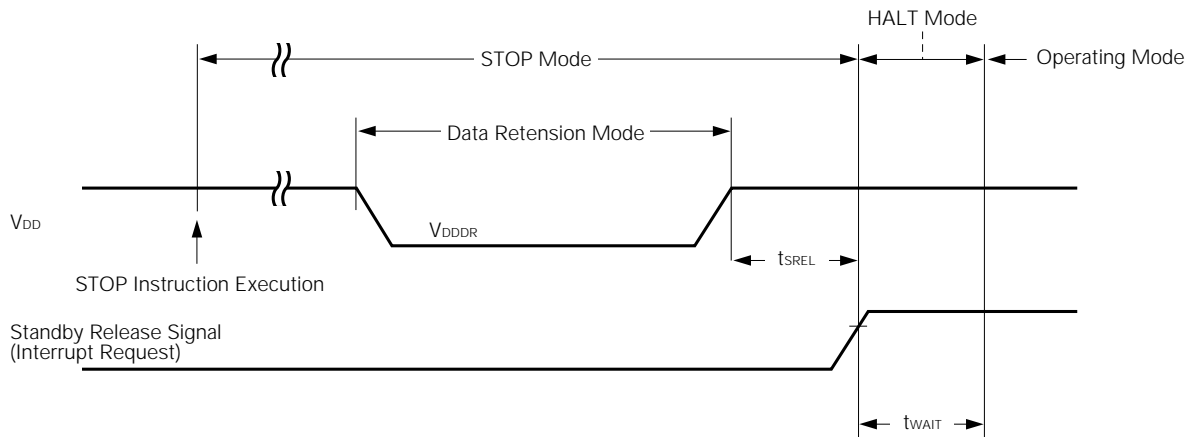 HALT Mode
STOP Mode
Operating Mode
Data Retension Mode
VDD
VDDDR
tSREL
STOP Instruction Execution
Standby Release Signal
(Interrupt Request)
tWAIT